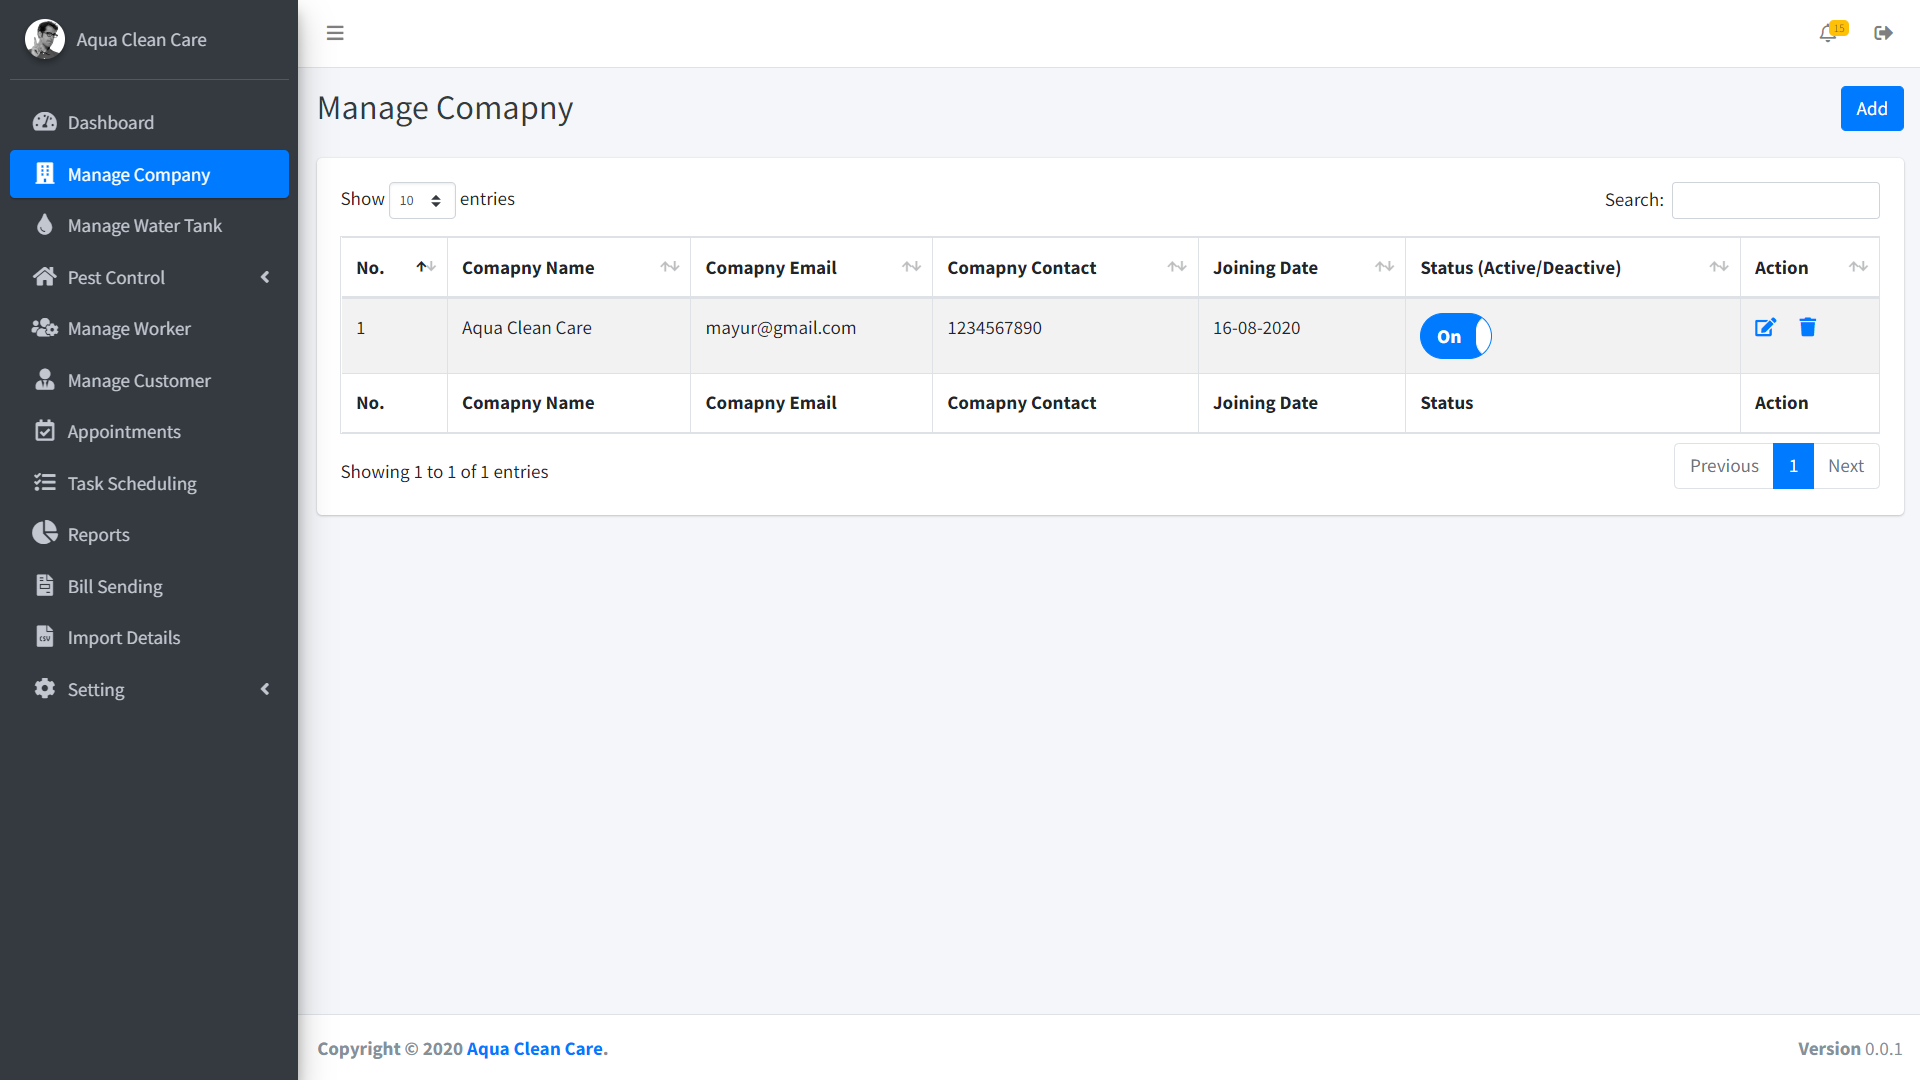 Aqua Clean Care
15
Dashboard
Manage Company
Manage Water Tank
Pest Control
Manage Worker
Manage Customer
Appointments
Task Scheduling
Reports
Bill Sending
CSV
Import Details
Setting
Manage Comapny
Add
Show 10 entries
Search:
No. Comapny Name Comapny Email Comapny Contact Joining Date Status (Active/Deactive) Action
1 Aqua Clean Care mayur@gmail.com 1234567890 16-08-2020 On
No. Comapny Name Comapny Email Comapny Contact Joining Date Status Action
Showing 1 to 1 of 1 entries
Previous 1 Next
Copyright © 2020 Aqua Clean Care.
Version 0.0.1